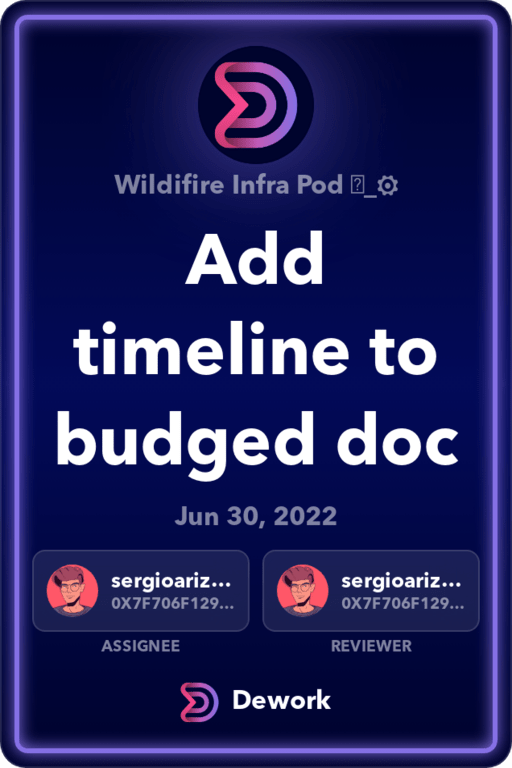 Wildifire Infra Pod 〿_⚙
Add
timeline to
budged doc
Jun 30, 2022
sergioariz...
0X7F706F129...
ASSIGNEE
sergioariz...
0X7F706F129...
REVIEWER
Dework